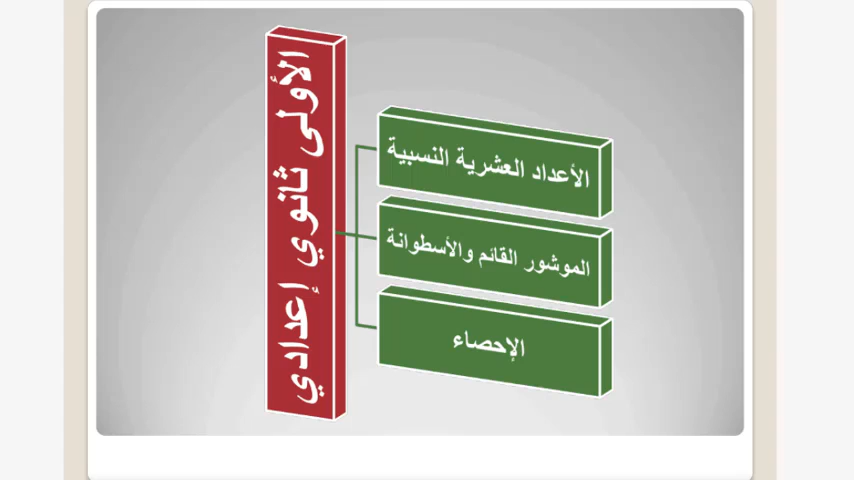 الأولى ثانوي إعدادي
الأعداد العشرية النسبية
الموشور القائم والأسطوانة
الإحصاء